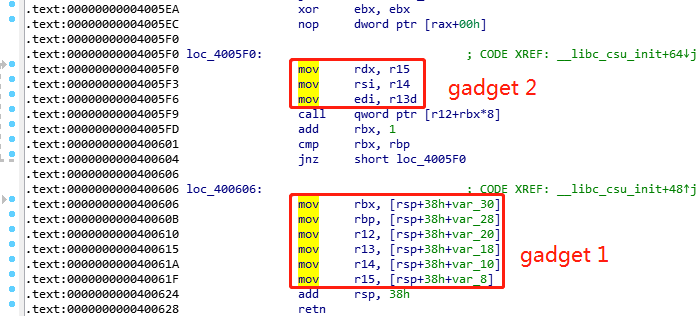 .text:00000000004005EA xor ebx, ebx
.text:00000000004005EC nop dword ptr [rax+00h]
.text:00000000004005F0
.text:00000000004005F0 loc_4005F0: ; CODE XREF: __libc_csu_init+64↓j
.text:00000000004005F0 mov rdx, r15
.text:00000000004005F3 mov rsi, r14
.text:00000000004005F6 mov edi, r13d
gadget 2
.text:00000000004005F9 call qword ptr [r12+rbx*8]
.text:00000000004005FD add rbx, 1
.text:0000000000400601 cmp rbx, rbp
.text:0000000000400604 jnz short loc_4005F0
.text:0000000000400606
.text:0000000000400606 loc_400606: ; CODE XREF: __libc_csu_init+48↑j
.text:0000000000400606 mov rbx, [rsp+38h+var_30]
.text:000000000040060B mov rbp, [rsp+38h+var_28]
.text:0000000000400610 mov r12, [rsp+38h+var_20]
.text:0000000000400615 mov r13, [rsp+38h+var_18]
.text:000000000040061A mov r14, [rsp+38h+var_10]
.text:000000000040061F mov r15, [rsp+38h+var_8]
gadget 1
.text:0000000000400624 add rsp, 38h
.text:0000000000400628 retn